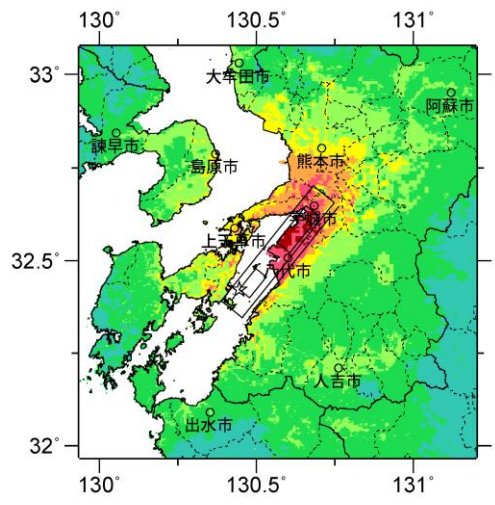 130° 130.5 131°
33°
大牟田市
阿蘇市
諫早市
島原市
熊本市
宇城市
上天草市
32.5
八代市
人吉市
出水市
32°
130° 130.5 131°